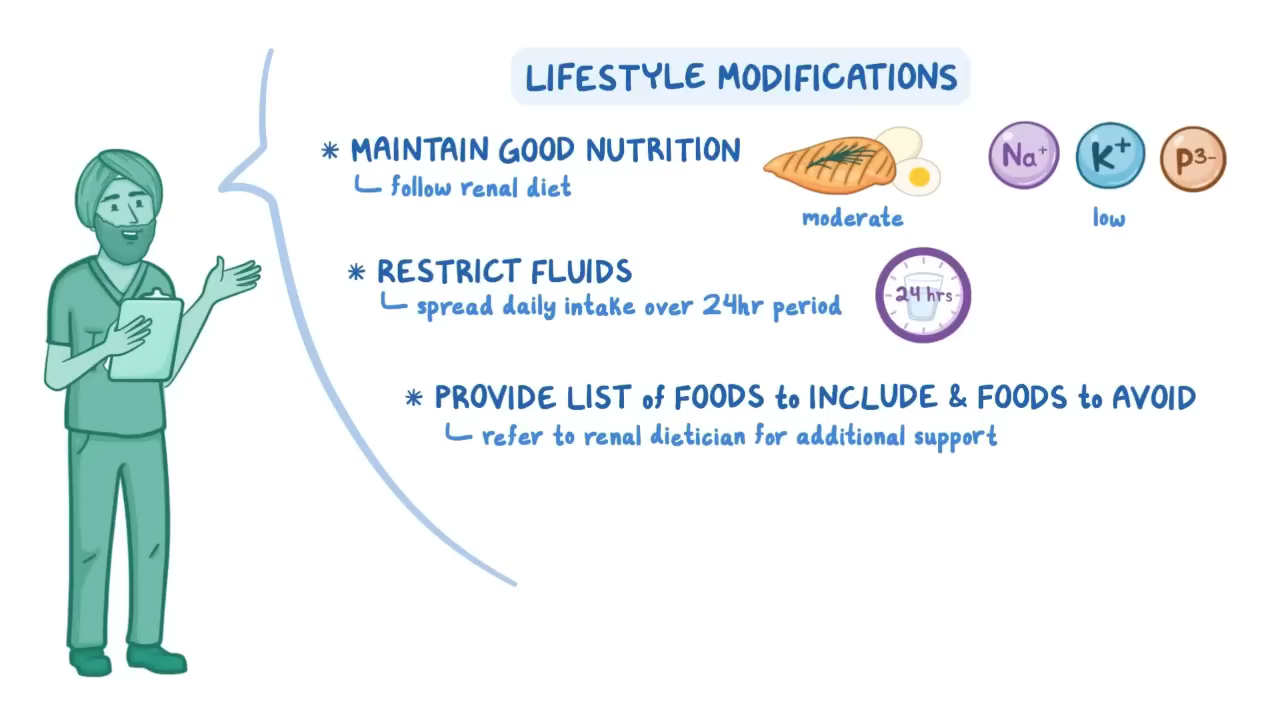 LIFESTYLE MODIFICATIONS
* MAINTAIN GOOD NUTRITION
follow renal diet
moderate
Na+ K+ P3-
low
* RESTRICT FLUIDS
spread daily intake over 24hr period
24 hrs
* PROVIDE LIST of FOODS to INCLUDE & FOODS to AVOID
refer to renal dietician for additional support